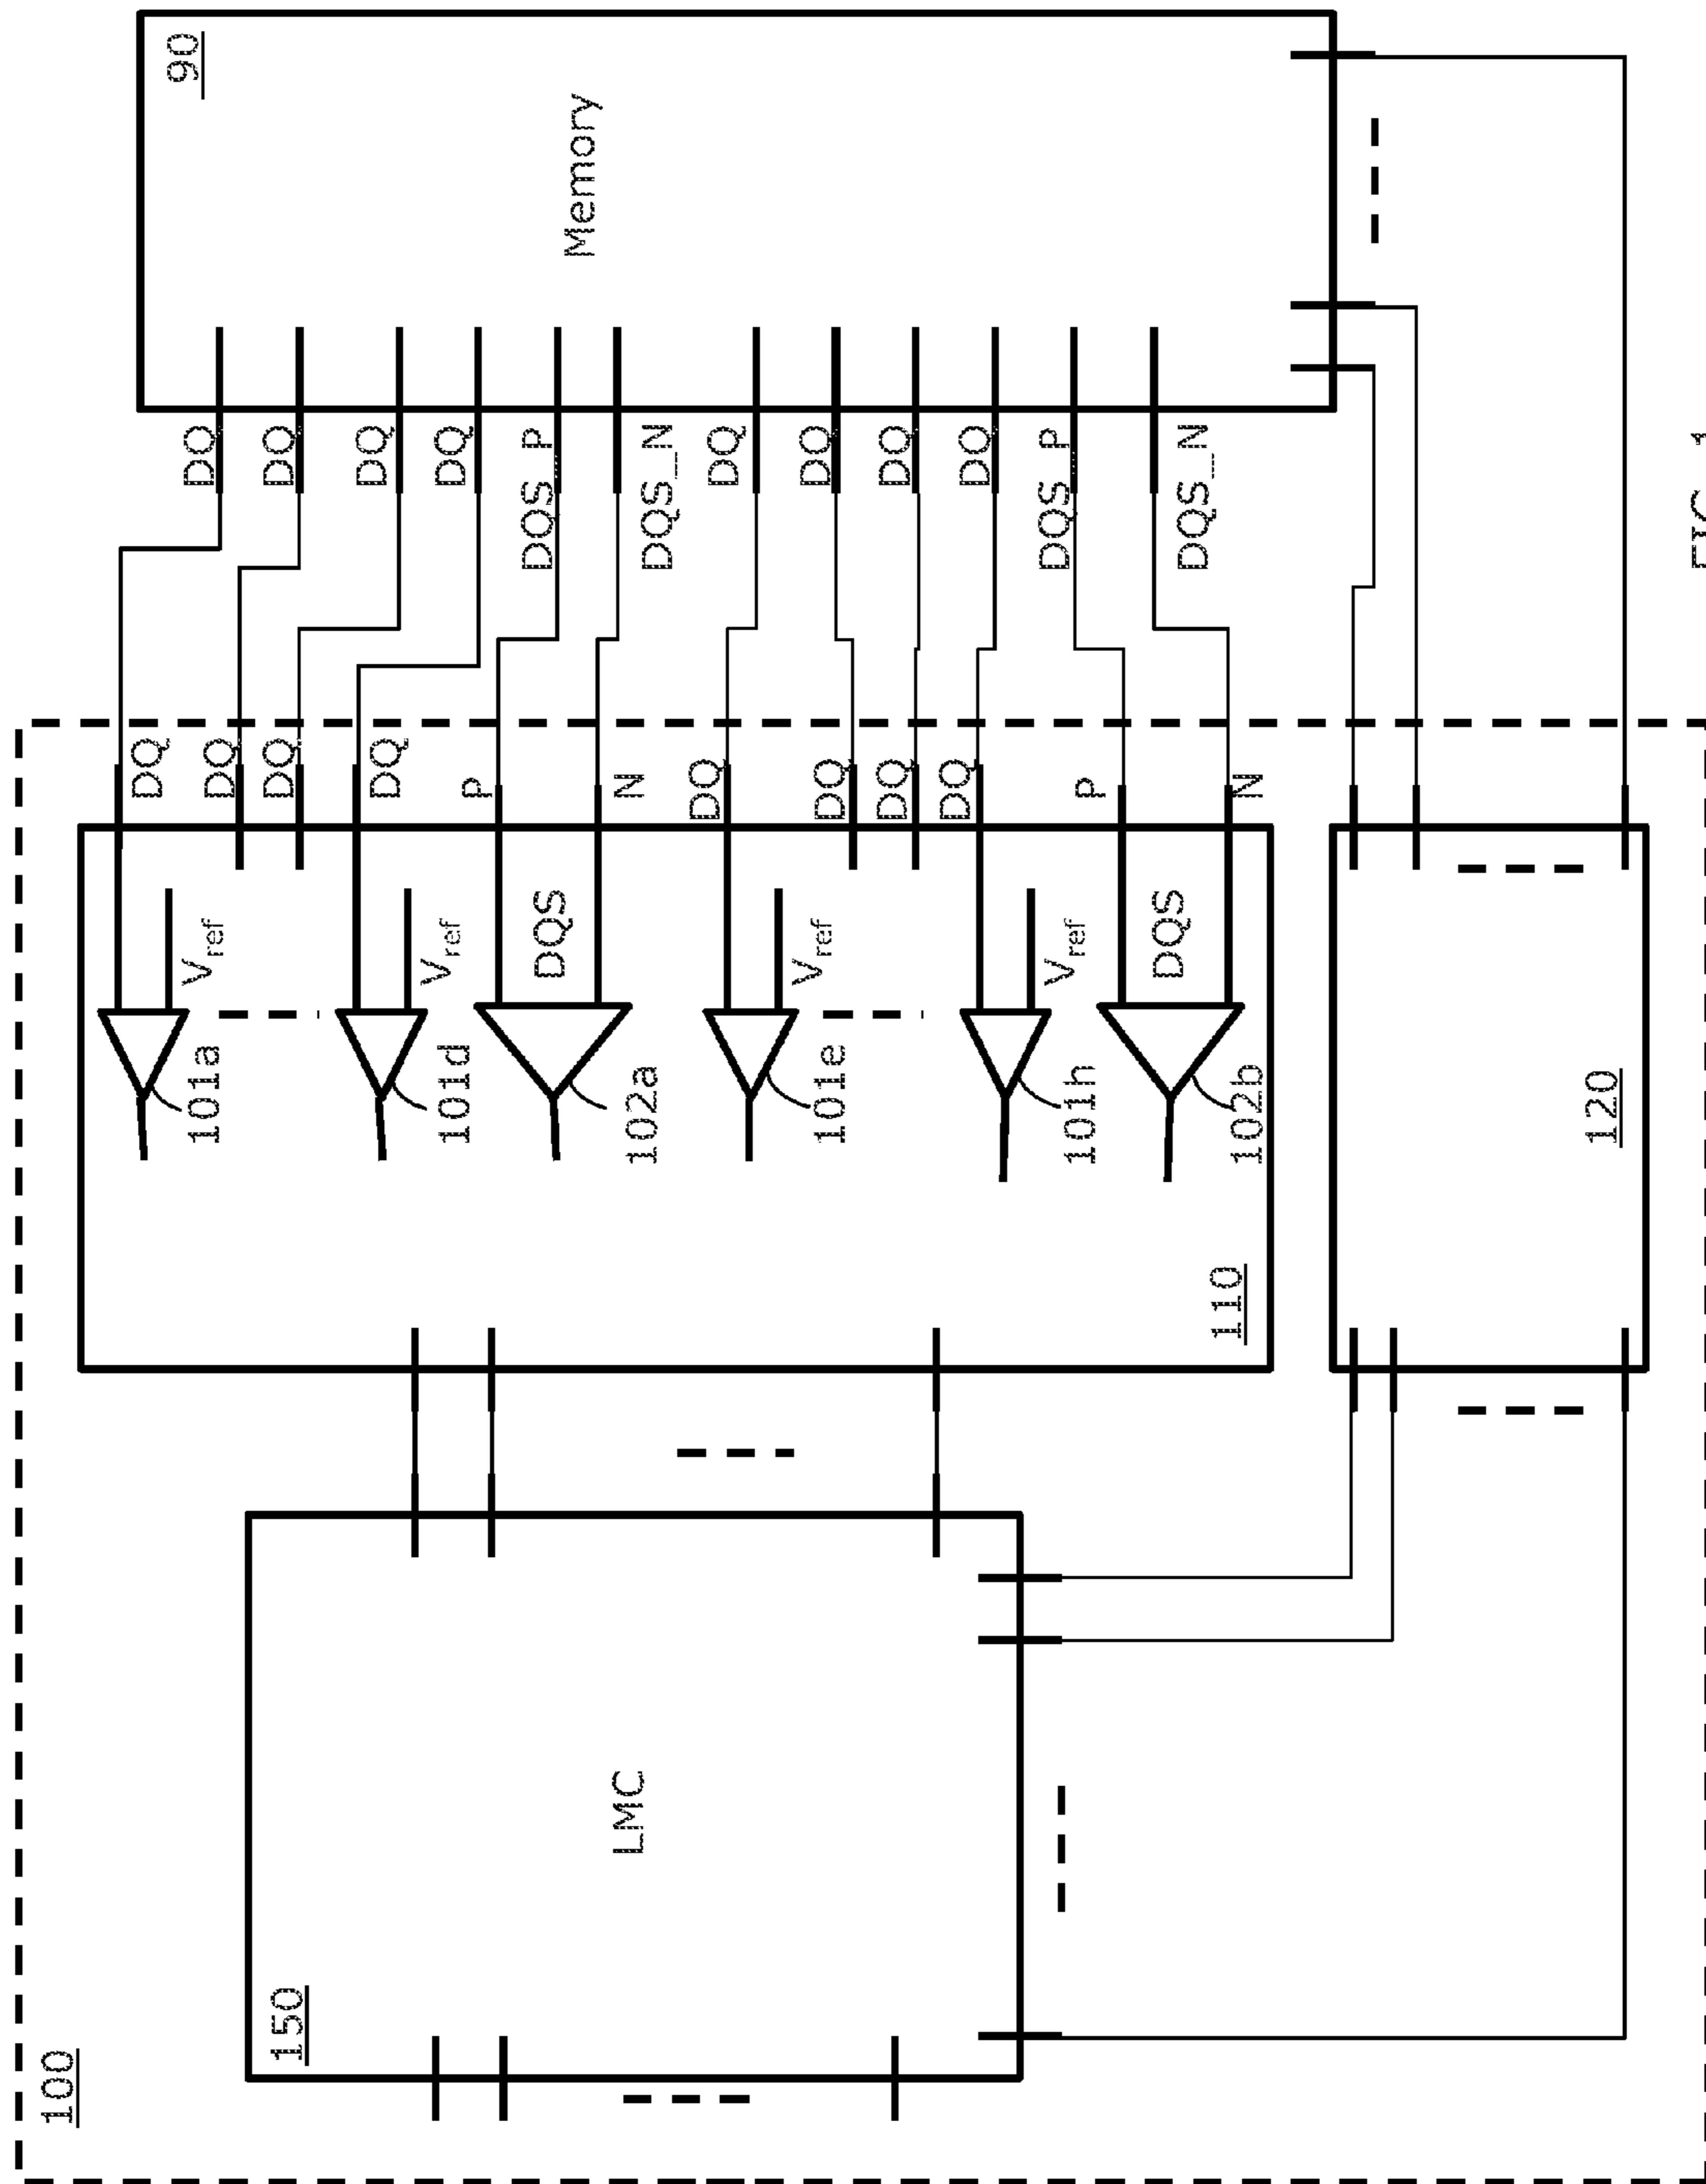 100
150
LMC
110
101a
Vref
101d
Vref
102a
DQS
101e
Vref
101h
Vref
102b
DQS
120
DQ
DQ
DQ
DQ
P
N
DQ
DQ
DQ
DQ
P
N
DQ
DQ
DQ
DQ
DQS_P
DQS_N
DQ
DQ
DQ
DQ
DQS_P
DQS_N
90
Memory
FIG. 1